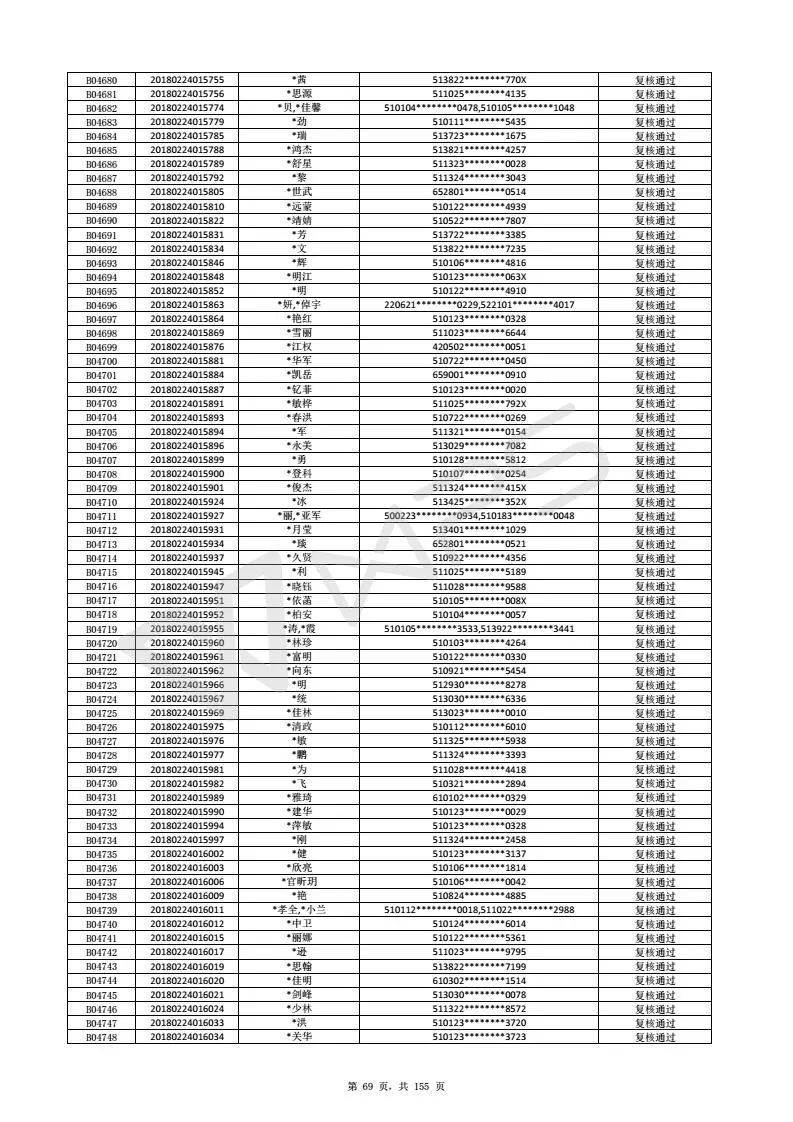 B04680 20180224015755 *茜 513822********770X 复核通过
B04681 20180224015756 *思源 511025********4135 复核通过
B04682 20180224015774 *贝,*佳馨 510104********0478,510105********1048 复核通过
B04683 20180224015779 *劲 510111********5435 复核通过
B04684 20180224015785 *瑞 513723********1675 复核通过
B04685 20180224015788 *鸿杰 513821********4257 复核通过
B04686 20180224015789 *舒星 511323********0028 复核通过
B04687 20180224015792 *黎 511324********3043 复核通过
B04688 20180224015805 *世武 652801********0514 复核通过
B04689 20180224015810 *远蒙 510122********4939 复核通过
B04690 20180224015822 *靖婧 510522********7807 复核通过
B04691 20180224015831 *芳 513722********3385 复核通过
B04692 20180224015834 *文 513822********7235 复核通过
B04693 20180224015846 *辉 510106********4816 复核通过
B04694 20180224015848 *明江 510123********063X 复核通过
B04695 20180224015852 *明 510122********4910 复核通过
B04696 20180224015863 *妍,*倬宇 220621********0229,522101********4017 复核通过
B04697 20180224015864 *艳红 510123********0328 复核通过
B04698 20180224015869 *雪丽 511023********6644 复核通过
B04699 20180224015876 *江权 420502********0051 复核通过
B04700 20180224015881 *华军 510722********0450 复核通过
B04701 20180224015884 *凯岳 659001********0910 复核通过
B04702 20180224015887 *钇菲 510123********0020 复核通过
B04703 20180224015891 *敏桦 511025********792X 复核通过
B04704 20180224015893 *春洪 510722********0269 复核通过
B04705 20180224015894 *军 511321********0154 复核通过
B04706 20180224015896 *永美 513029********7082 复核通过
B04707 20180224015899 *勇 510128********5812 复核通过
B04708 20180224015900 *登科 510107********0254 复核通过
B04709 20180224015901 *俊杰 511324********415X 复核通过
B04710 20180224015924 *冰 513425********352X 复核通过
B04711 20180224015927 *丽,*亚军 500223********0934,510183********0048 复核通过
B04712 20180224015931 *月莹 513401********1029 复核通过
B04713 20180224015934 *琰 652801********0521 复核通过
B04714 20180224015937 *久贤 510922********4356 复核通过
B04715 20180224015945 *利 511025********5189 复核通过
B04716 20180224015947 *晓钰 511028********9588 复核通过
B04717 20180224015951 *依菡 510105********008X 复核通过
B04718 20180224015952 *柏安 510104********0057 复核通过
B04719 20180224015955 *涛,*霞 510105********3533,513922********3441 复核通过
B04720 20180224015960 *林珍 510103********4264 复核通过
B04721 20180224015961 *富明 510122********0330 复核通过
B04722 20180224015962 *向东 510921********5454 复核通过
B04723 20180224015966 *明 512930********8278 复核通过
B04724 20180224015967 *统 513030********6336 复核通过
B04725 20180224015969 *佳林 513023********0010 复核通过
B04726 20180224015975 *清政 510112********6010 复核通过
B04727 20180224015976 *敏 511325********5938 复核通过
B04728 20180224015977 *鹏 511324********3393 复核通过
B04729 20180224015981 *为 511028********4418 复核通过
B04730 20180224015982 *飞 510321********2894 复核通过
B04731 20180224015989 *雅琦 610102********0329 复核通过
B04732 20180224015990 *建华 510123********0029 复核通过
B04733 20180224015994 *萍敏 510123********0328 复核通过
B04734 20180224015997 *刚 511324********2458 复核通过
B04735 20180224016002 *健 510123********3137 复核通过
B04736 20180224016003 *欣亮 510106********1814 复核通过
B04737 20180224016006 *官昕玥 510106********0042 复核通过
B04738 20180224016009 *艳 510824********4885 复核通过
B04739 20180224016011 *孝全,*小兰 510112********0018,511022********2988 复核通过
B04740 20180224016012 *中卫 510124********6014 复核通过
B04741 20180224016015 *丽娜 510122********5361 复核通过
B04742 20180224016017 *逊 511023********9795 复核通过
B04743 20180224016019 *思翰 513822********7199 复核通过
B04744 20180224016020 *佳明 610302********1514 复核通过
B04745 20180224016021 *剑峰 513030********0078 复核通过
B04746 20180224016024 *少林 511322********8572 复核通过
B04747 20180224016033 *洪 510123********3720 复核通过
B04748 20180224016034 *关华 510123********3723 复核通过
WPS
第 69 页，共 155 页